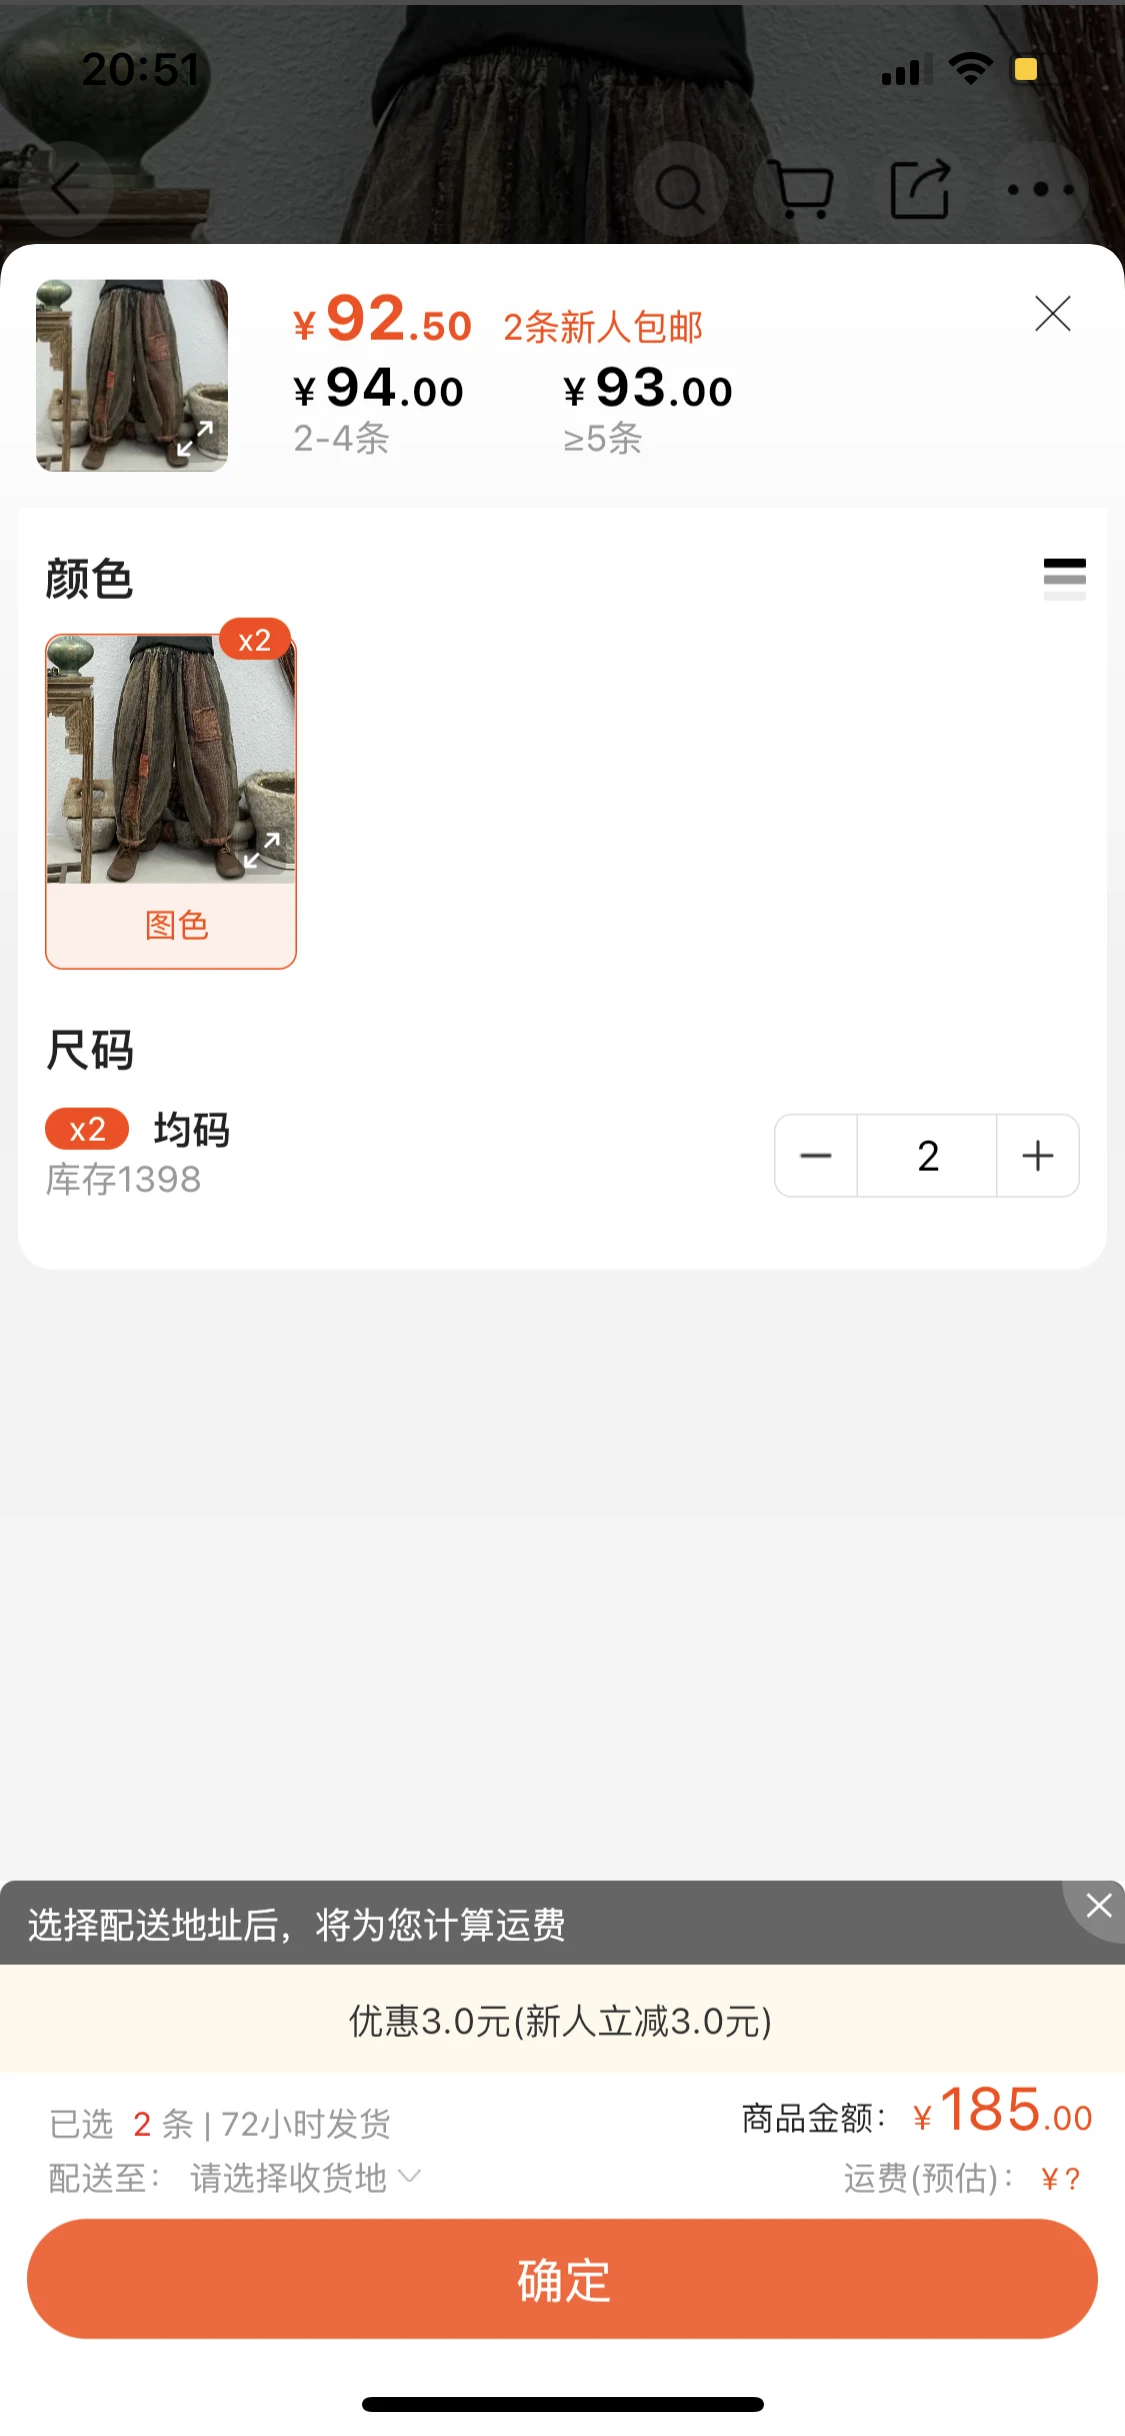 20:51
¥92.50 2条新人包邮
¥94.00 ¥93.00
2-4条 ≥5条
颜色
x2
图色
尺码
x2 均码
库存1398
2
选择配送地址后，将为您计算运费
优惠3.0元(新人立减3.0元)
已选 2 条 | 72小时发货 商品金额：¥185.00
配送至： 请选择收货地 运费(预估)：¥?
确定